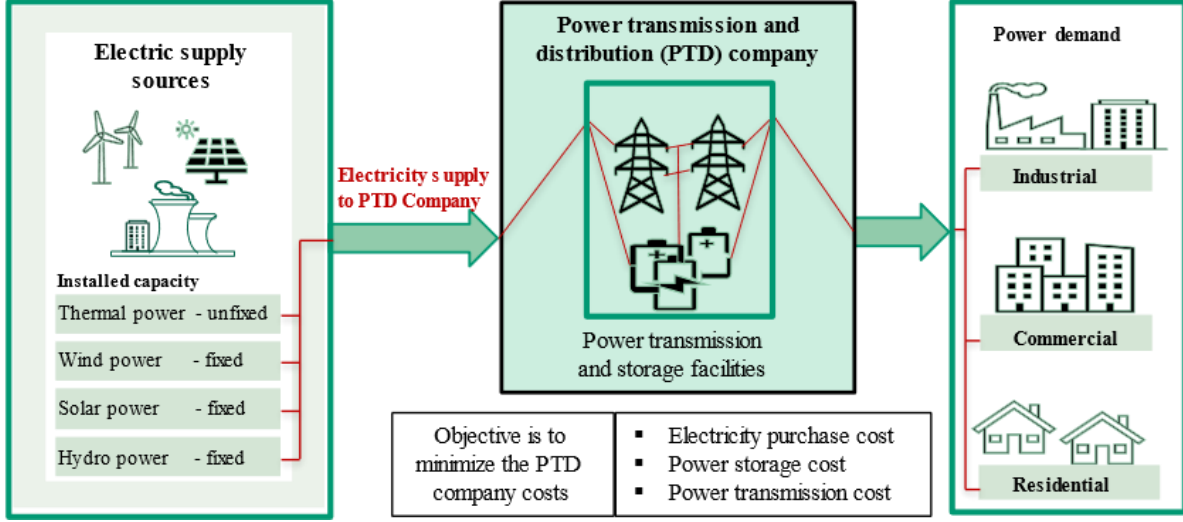 Electric supply
sources
Installed capacity
Thermal power - unfixed
Wind power - fixed
Solar power - fixed
Hydro power - fixed
Electricity supply
to PTD Company
Power transmission and
distribution (PTD) company
Power transmission
and storage facilities
Objective is to
minimize the PTD
company costs
▪ Electricity purchase cost
▪ Power storage cost
▪ Power transmission cost
Power demand
Industrial
Commercial
Residential